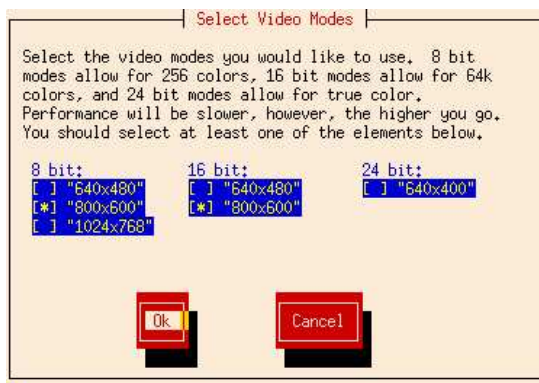 Select Video Modes
Select the video modes you would like to use. 8 bit
modes allow for 256 colors, 16 bit modes allow for 64k
colors, and 24 bit modes allow for true color.
Performance will be slower, however, the higher you go.
You should select at least one of the elements below.
8 bit: 16 bit: 24 bit:
[ ] "640x480" [ ] "640x480" [ ] "640x400"
[*] "800x600" [*] "800x600"
[ ] "1024x768"
Ok Cancel